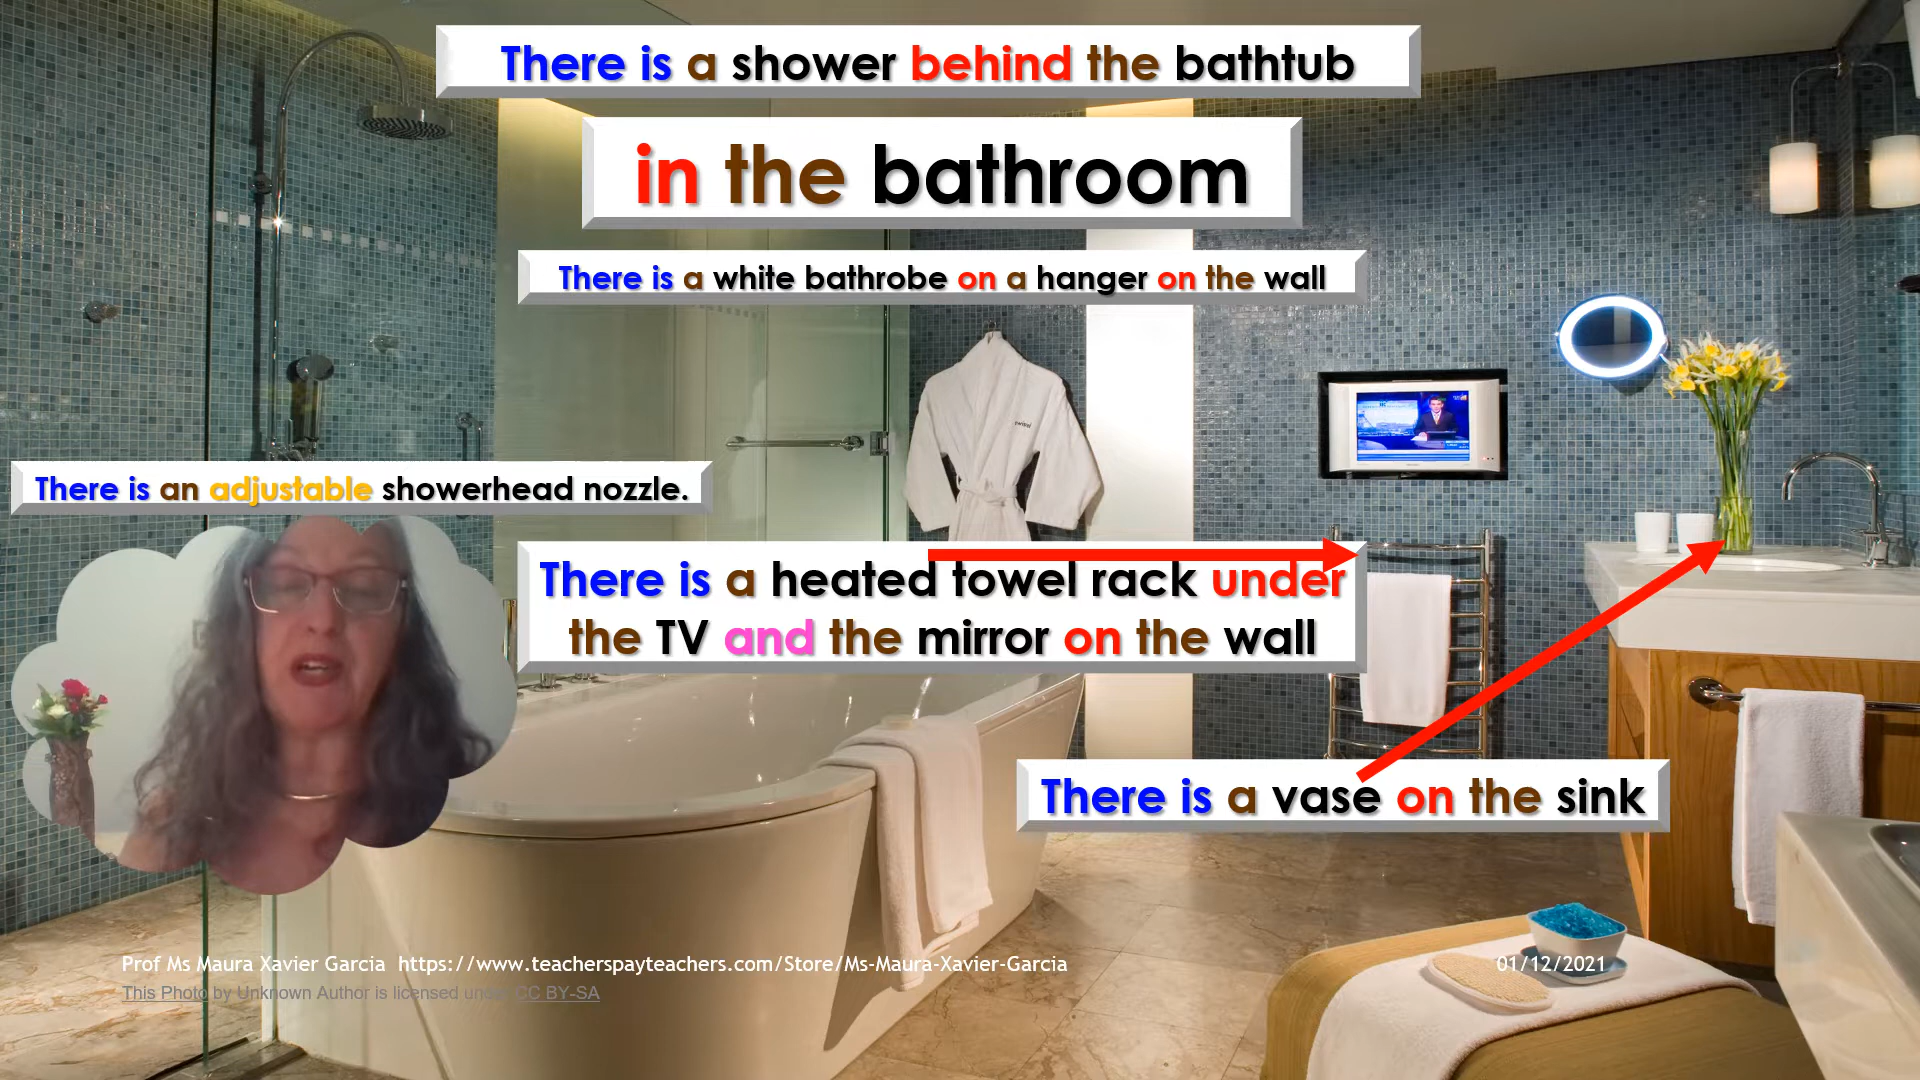 There is a shower behind the bathtub
in the bathroom
There is a white bathrobe on a hanger on the wall
There is an adjustable showerhead nozzle.
There is a heated towel rack under
the TV and the mirror on the wall
There is a vase on the sink
Prof Ms Maura Xavier Garcia https://www.teacherspayteachers.com/Store/Ms-Maura-Xavier-Garcia
01/12/2021
This Photo by Unknown Author is licensed under CC BY-SA